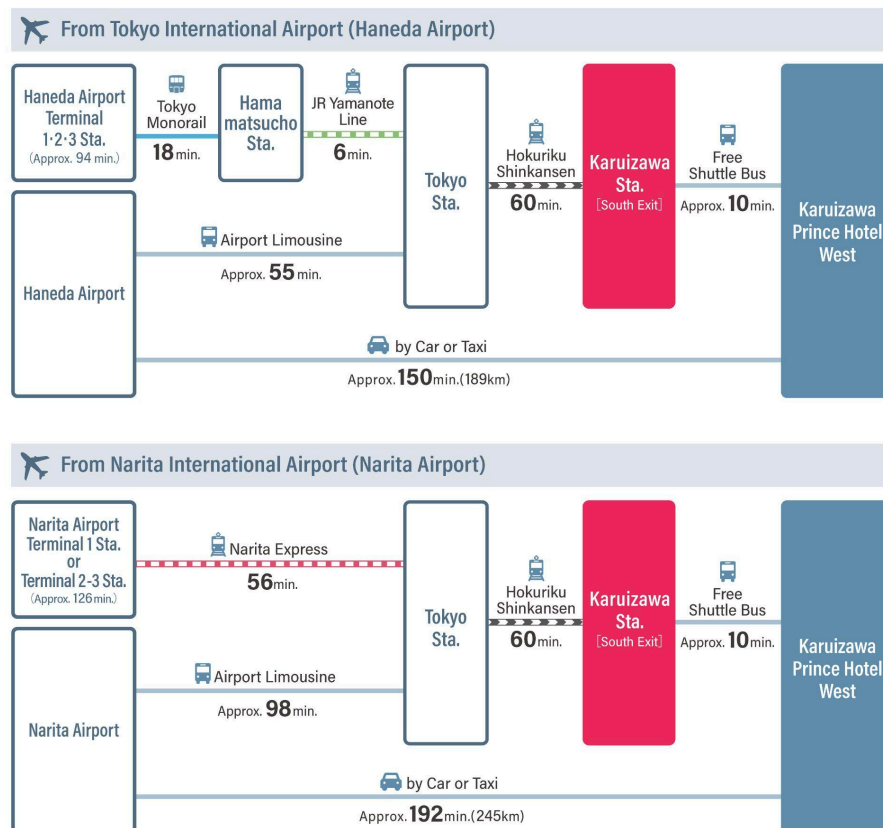 From Tokyo International Airport (Haneda Airport)
Haneda Airport
Terminal
1·2·3 Sta.
(Approx. 94 min.)
Tokyo
Monorail
18 min.
Hama
matsucho
Sta.
JR Yamanote
Line
6 min.
Tokyo
Sta.
Hokuriku
Shinkansen
60 min.
Karuizawa
Sta.
[South Exit]
Free
Shuttle Bus
Approx. 10 min.
Karuizawa
Prince Hotel
West
Haneda Airport
Airport Limousine
Approx. 55 min.
by Car or Taxi
Approx. 150 min. (189km)
From Narita International Airport (Narita Airport)
Narita Airport
Terminal 1 Sta.
or
Terminal 2-3 Sta.
(Approx. 126 min.)
Narita Express
56 min.
Tokyo
Sta.
Hokuriku
Shinkansen
60 min.
Karuizawa
Sta.
[South Exit]
Free
Shuttle Bus
Approx. 10 min.
Karuizawa
Prince Hotel
West
Narita Airport
Airport Limousine
Approx. 98 min.
by Car or Taxi
Approx. 192 min. (245km)